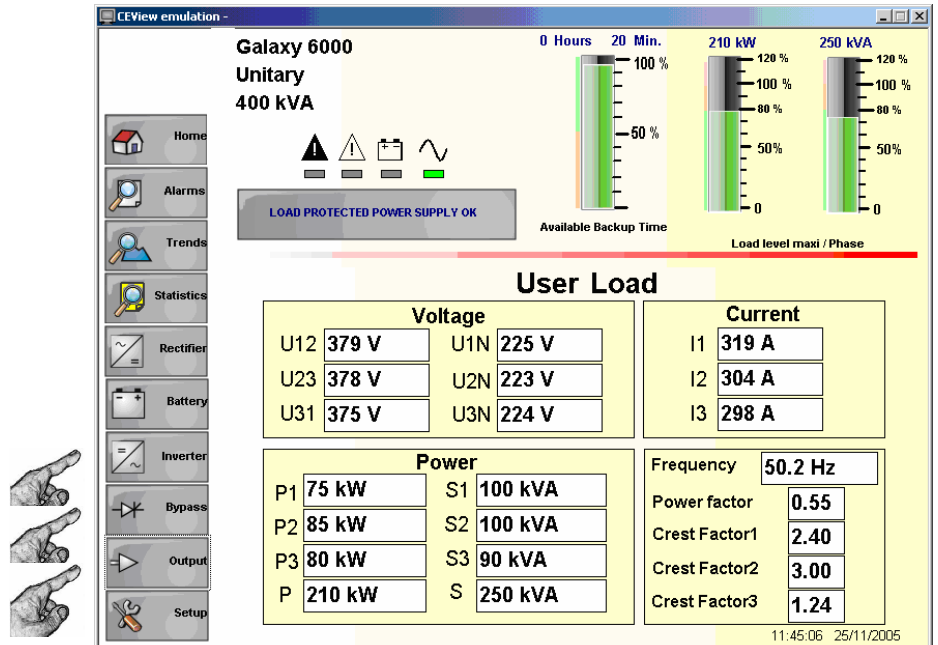 CEView emulation -
Galaxy 6000
Unitary
400 kVA
0 Hours 20 Min.
210 kW
250 kVA
100 %
50 %
120 %
100 %
80 %
50%
0
120 %
100 %
80 %
50%
0
LOAD PROTECTED POWER SUPPLY OK
Available Backup Time
Load level maxi / Phase
Home
Alarms
Trends
Statistics
Rectifier
Battery
Inverter
Bypass
Output
Setup
User Load
Voltage
U12 379 V U1N 225 V
U23 378 V U2N 223 V
U31 375 V U3N 224 V
Current
I1 319 A
I2 304 A
I3 298 A
Power
P1 75 kW S1 100 kVA
P2 85 kW S2 100 kVA
P3 80 kW S3 90 kVA
P 210 kW S 250 kVA
Frequency 50.2 Hz
Power factor 0.55
Crest Factor1 2.40
Crest Factor2 3.00
Crest Factor3 1.24
11:45:06 25/11/2005